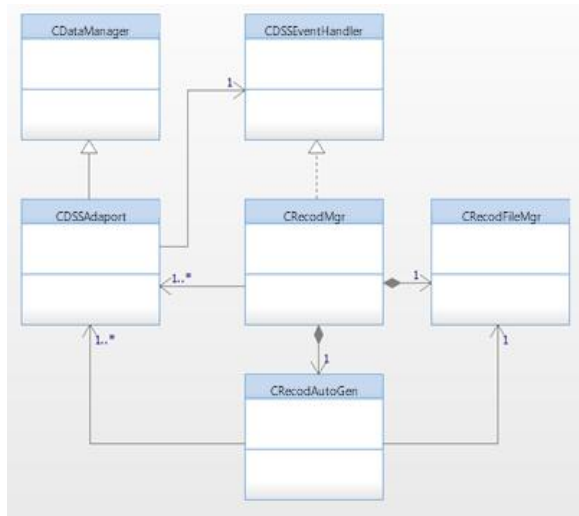 CDataManager
CDSSEventHandler
1
CDSSAdaport
CRecodMgr
CRecodFileMgr
1..*
1
1..*
1
1
CRecodAutoGen